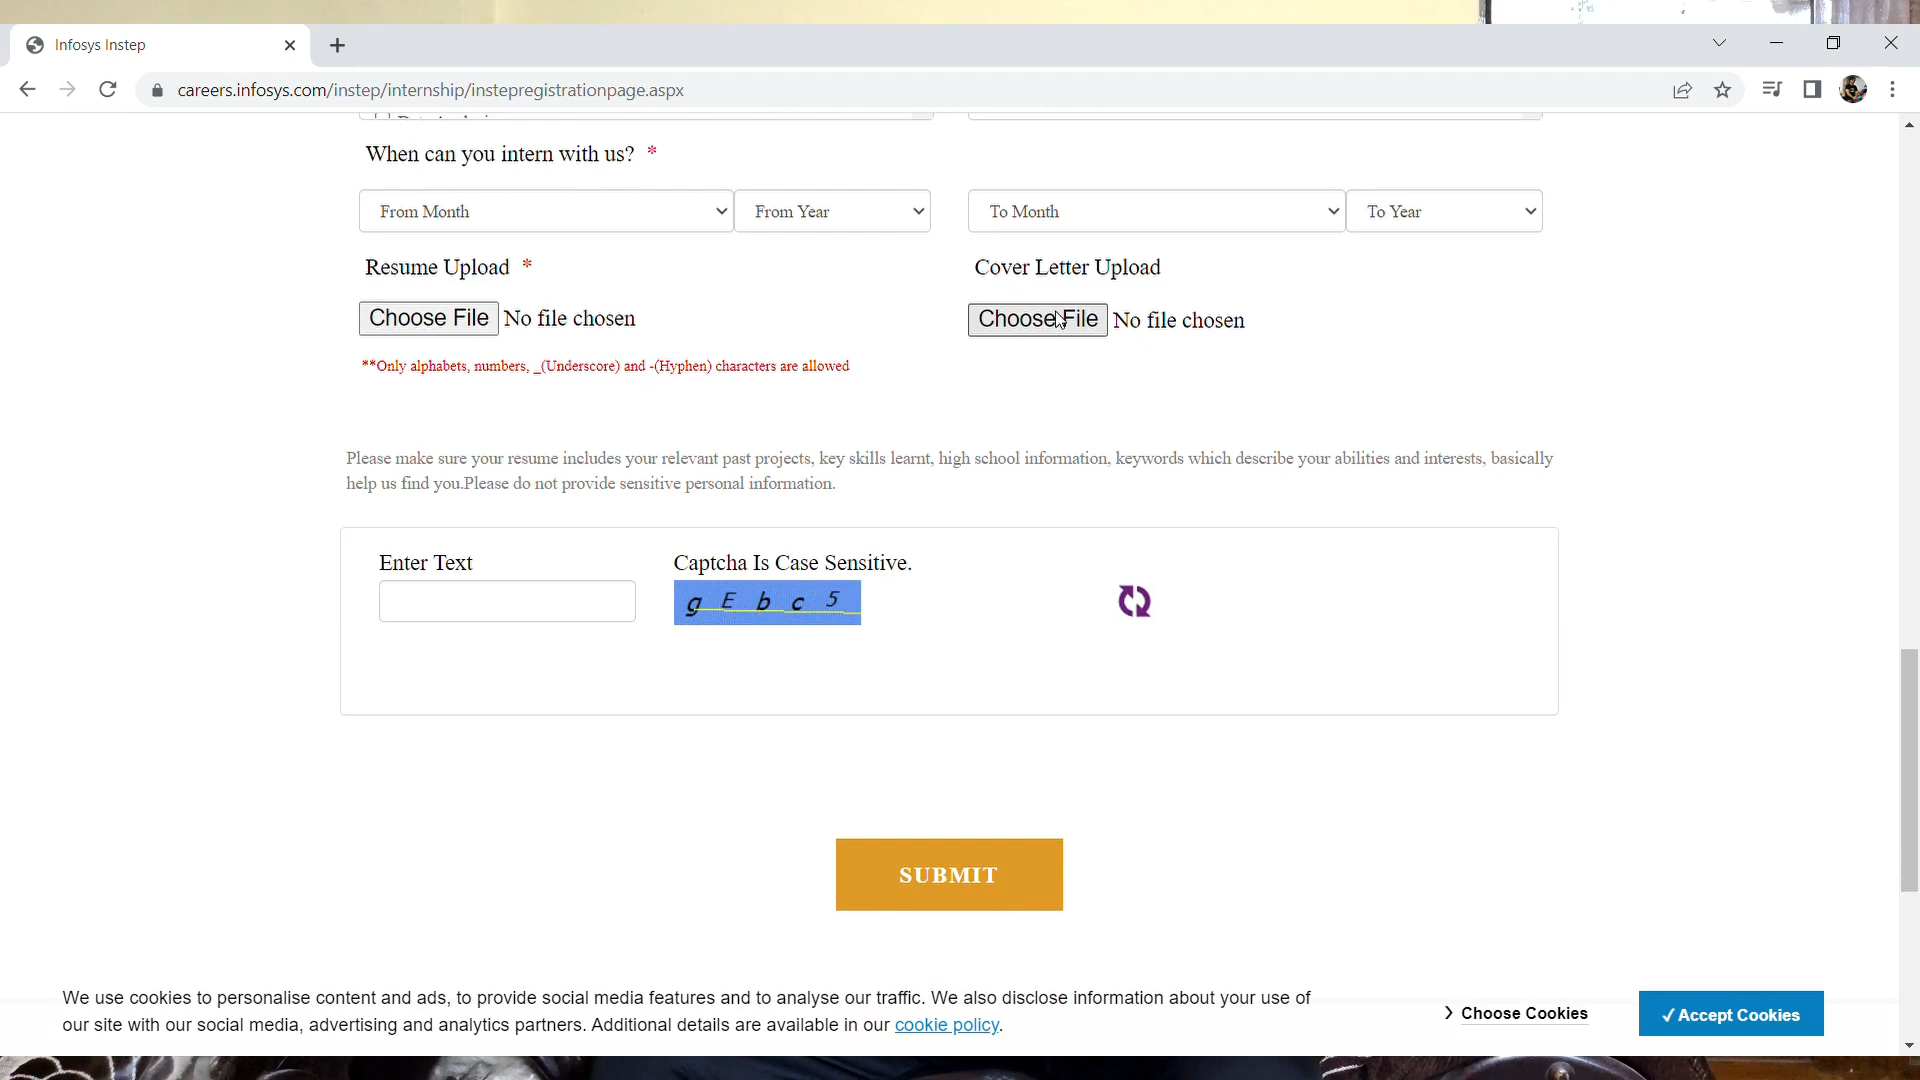 Infosys Instep
careers.infosys.com/instep/internship/instepregistrationpage.aspx
When can you intern with us? *
From Month From Year To Month To Year
Resume Upload * Cover Letter Upload
Choose File No file chosen Choose File No file chosen
**Only alphabets, numbers, _(Underscore) and -(Hyphen) characters are allowed
Please make sure your resume includes your relevant past projects, key skills learnt, high school information, keywords which describe your abilities and interests, basically
help us find you.Please do not provide sensitive personal information.
Enter Text Captcha Is Case Sensitive.
g E b c 5
SUBMIT
We use cookies to personalise content and ads, to provide social media features and to analyse our traffic. We also disclose information about your use of
our site with our social media, advertising and analytics partners. Additional details are available in our cookie policy.
Choose Cookies
✓Accept Cookies